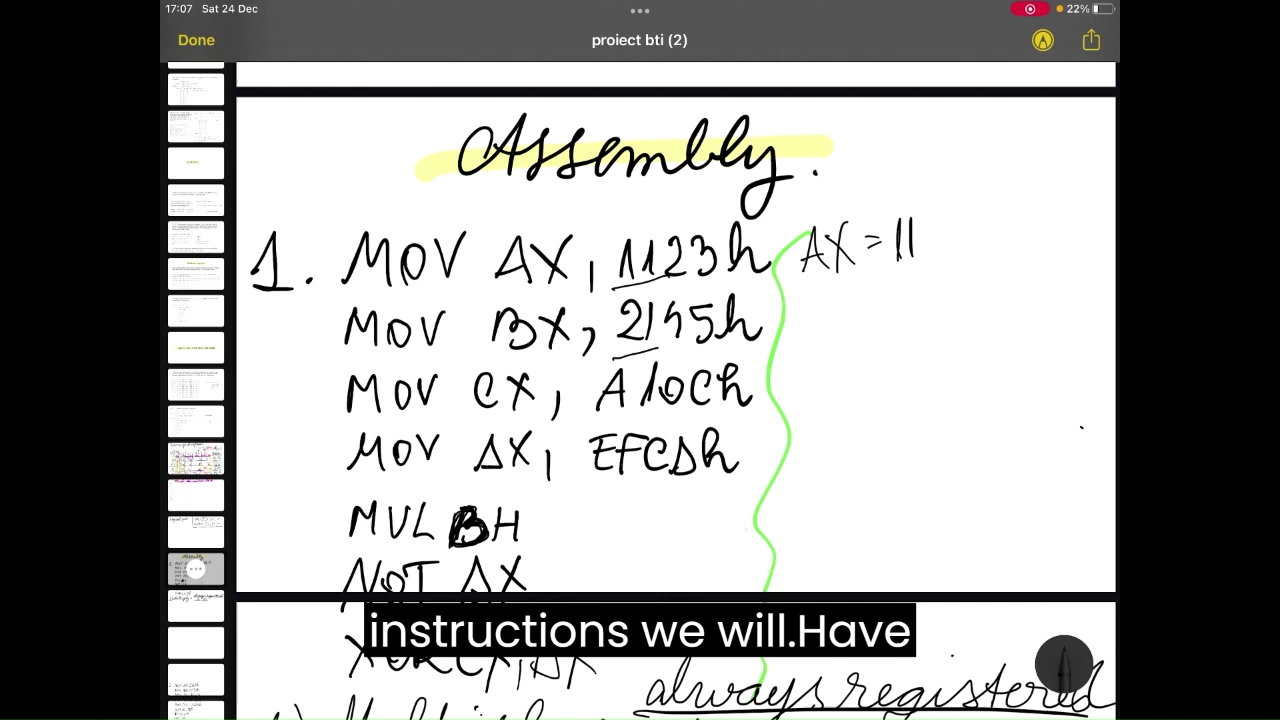 17:07 Sat 24 Dec
22%
Done
proiect bti (2)
Assembly.
1. MOV AX, 1123h
AX = 11
MOV BX, 2145h
MOV CX, A10Ch
MOV DX, EFCDh
MUL BH
NOT DX
instructions we will.Have
always registered